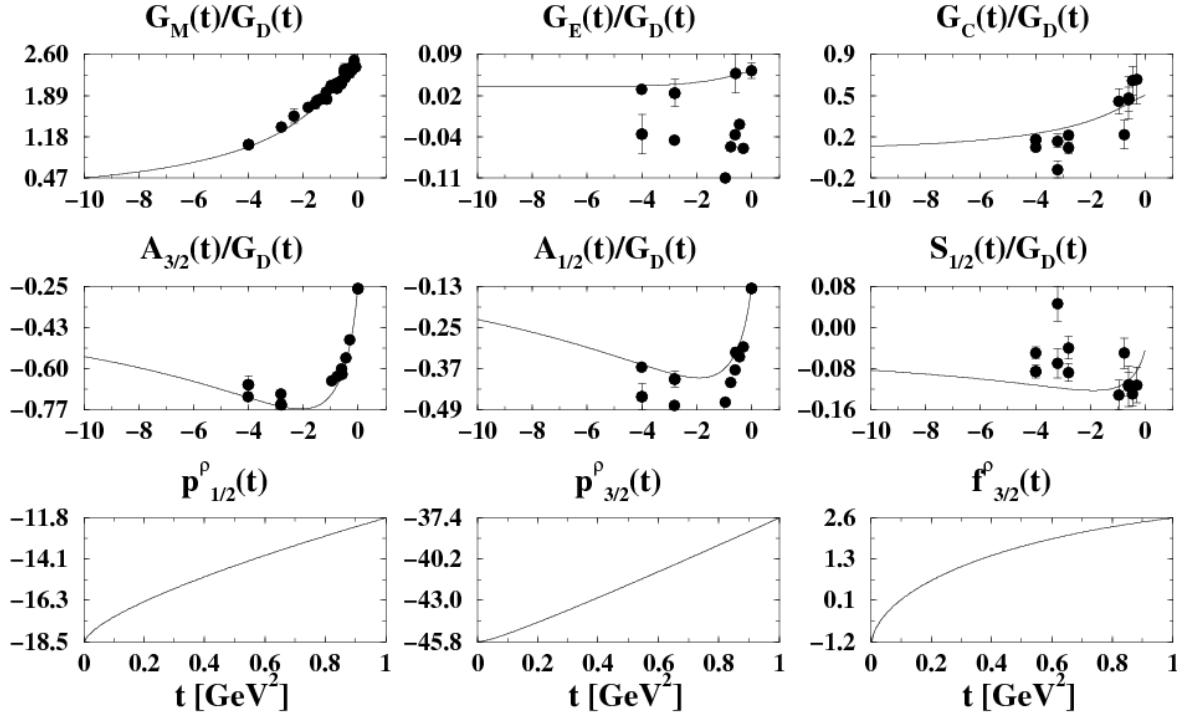 G_M(t)/G_D(t) G_E(t)/G_D(t) G_C(t)/G_D(t)
2.60 0.09 0.9
1.89 0.02 0.5
1.18 −0.04 0.2
0.47 −0.11 −0.2
−10 −8 −6 −4 −2 0 −10 −8 −6 −4 −2 0 −10 −8 −6 −4 −2 0
A_3/2(t)/G_D(t) A_1/2(t)/G_D(t) S_1/2(t)/G_D(t)
−0.25 −0.13 0.08
−0.43 −0.25 0.00
−0.60 −0.37 −0.08
−0.77 −0.49 −0.16
−10 −8 −6 −4 −2 0 −10 −8 −6 −4 −2 0 −10 −8 −6 −4 −2 0
p^ρ_1/2(t) p^ρ_3/2(t) f^ρ_3/2(t)
−11.8 −37.4 2.6
−14.1 −40.2 1.3
−16.3 −43.0 0.1
−18.5 −45.8 −1.2
0 0.2 0.4 0.6 0.8 1 0 0.2 0.4 0.6 0.8 1 0 0.2 0.4 0.6 0.8 1
t [GeV²] t [GeV²] t [GeV²]